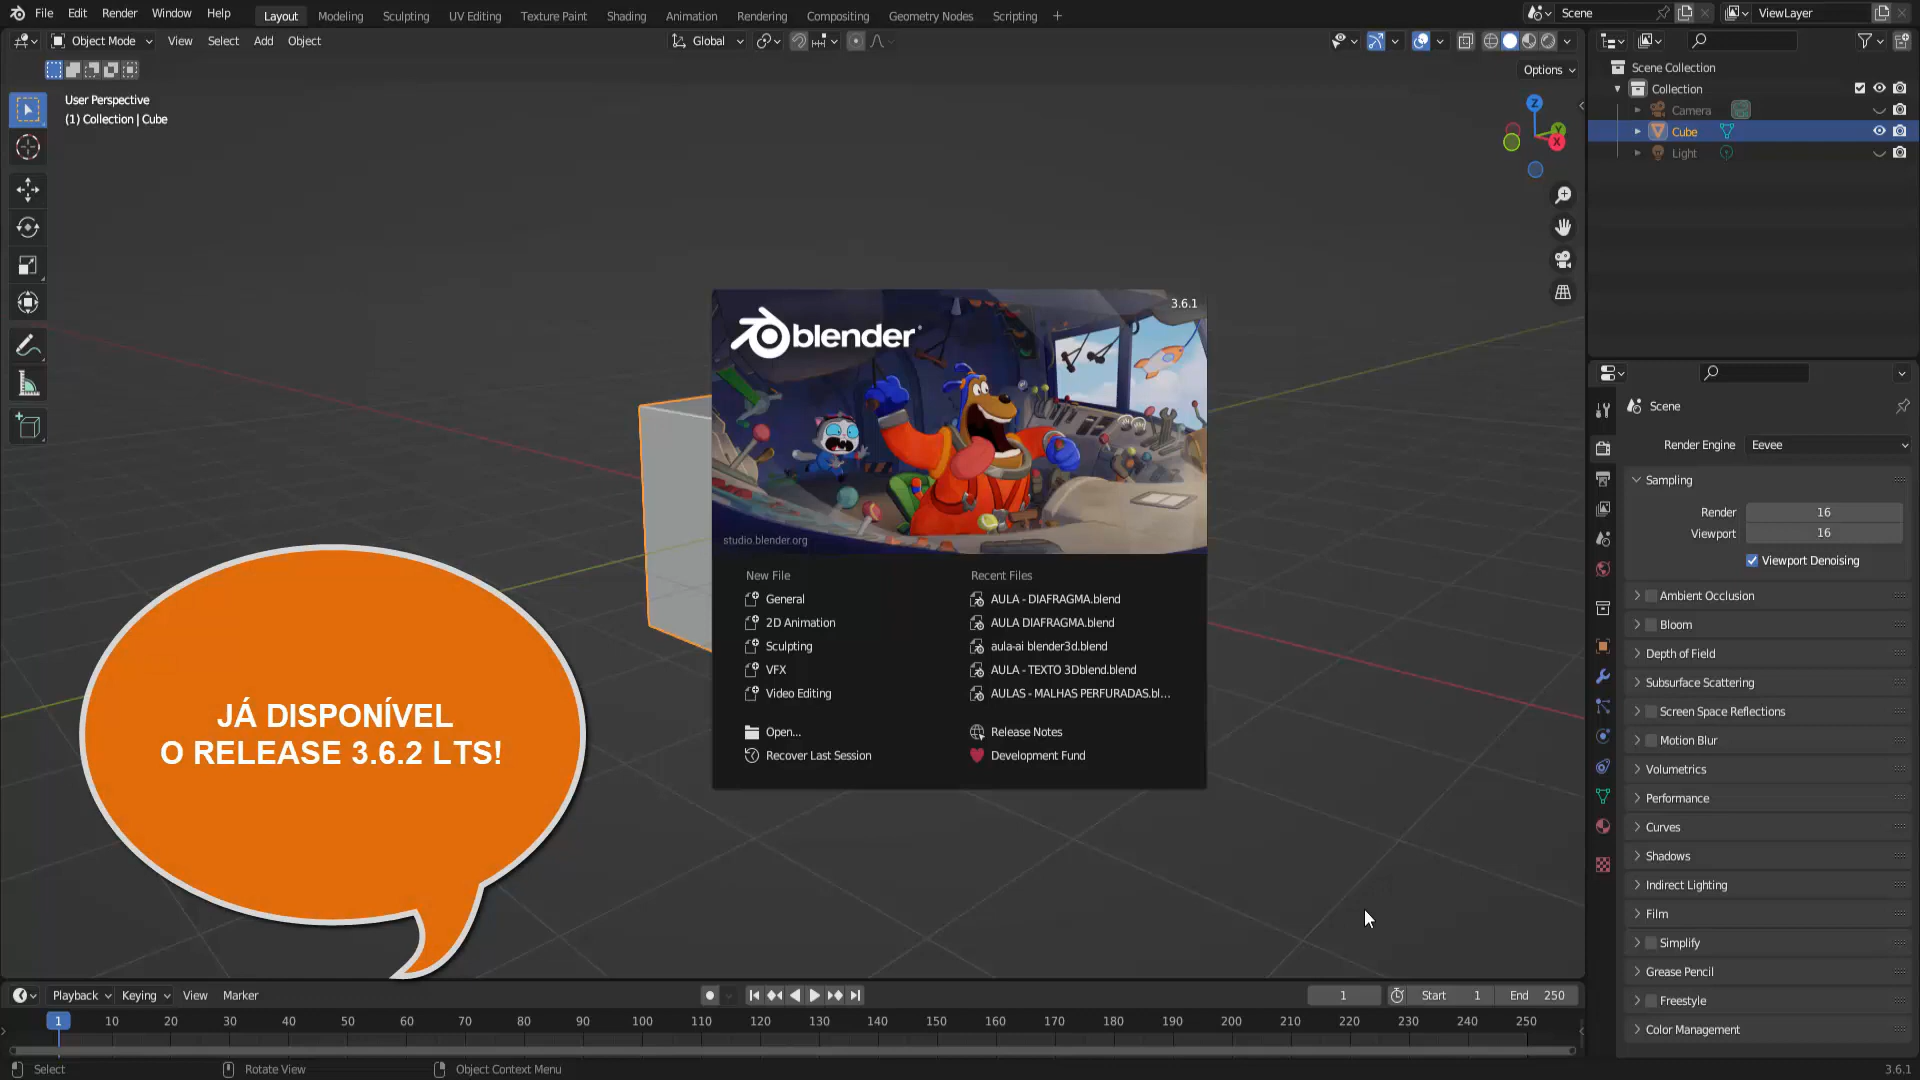 File Edit Render Window Help Layout Modeling Sculpting UV Editing Texture Paint Shading Animation Rendering Compositing Geometry Nodes Scripting + Scene ViewLayer
Object Mode View Select Add Object Global
Options
User Perspective
(1) Collection | Cube
Z
Y
X
Scene Collection
Collection
Camera
Cube
Light
3.6.1
blender
studio.blender.org
New File
General
2D Animation
Sculpting
VFX
Video Editing
Open...
Recover Last Session
Recent Files
AULA - DIAFRAGMA.blend
AULA DIAFRAGMA.blend
aula-ai blender3d.blend
AULA - TEXTO 3Dblend.blend
AULAS - MALHAS PERFURADAS.bl...
Release Notes
Development Fund
JÁ DISPONÍVEL
O RELEASE 3.6.2 LTS!
Scene
Render Engine Eevee
Sampling
Render 16
Viewport 16
Viewport Denoising
Ambient Occlusion
Bloom
Depth of Field
Subsurface Scattering
Screen Space Reflections
Motion Blur
Volumetrics
Performance
Curves
Shadows
Indirect Lighting
Film
Simplify
Grease Pencil
Freestyle
Color Management
Playback Keying View Marker 1 Start 1 End 250
1 10 20 30 40 50 60 70 80 90 100 110 120 130 140 150 160 170 180 190 200 210 220 230 240 250
Select Rotate View Object Context Menu 3.6.1